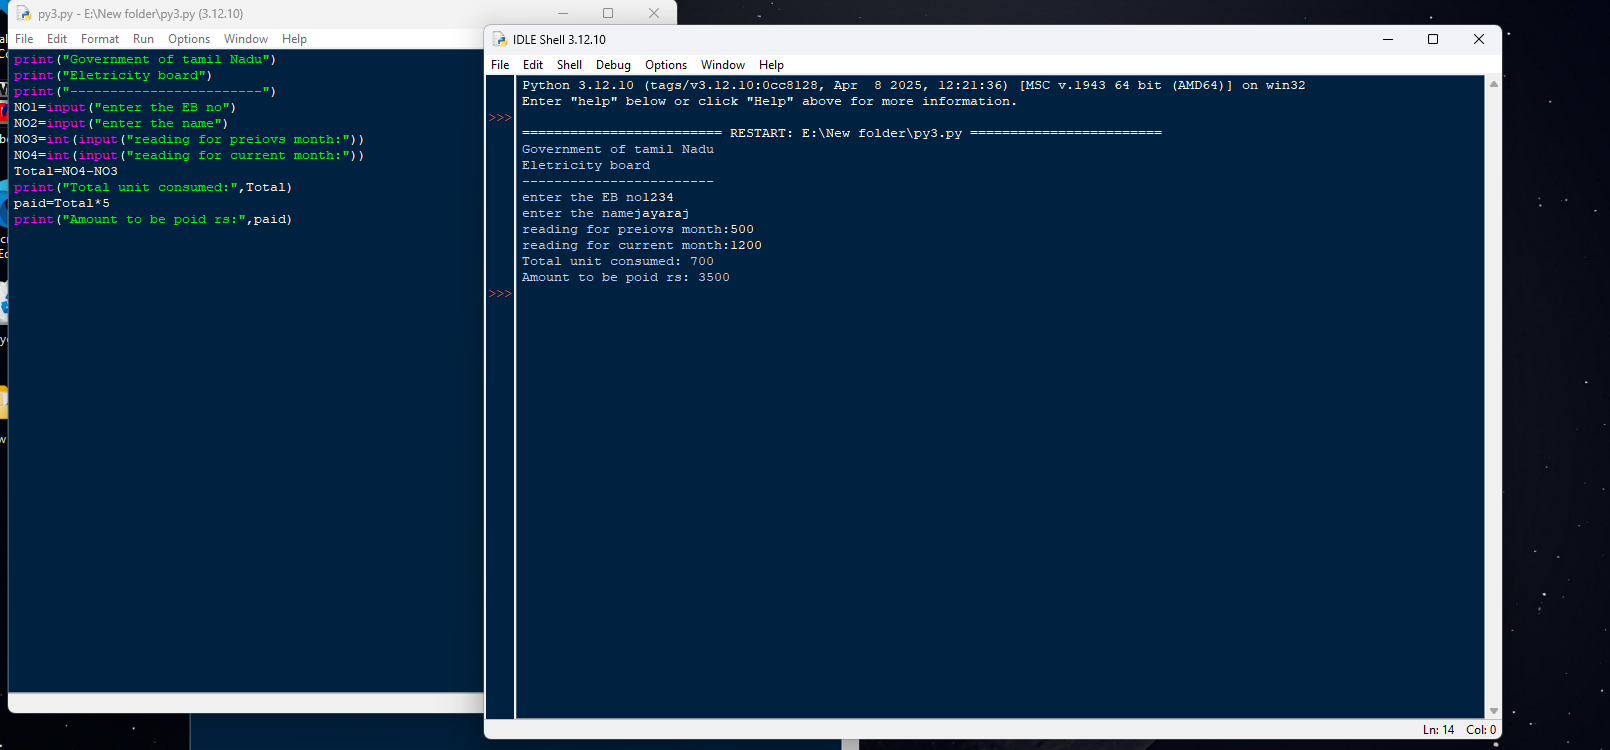 py3.py - E:\New folder\py3.py (3.12.10)
File Edit Format Run Options Window Help
print("Government of tamil Nadu")
print("Eletricity board")
print("------------------------")
NO1=input("enter the EB no")
NO2=input("enter the name")
NO3=int(input("reading for preiovs month:"))
NO4=int(input("reading for current month:"))
Total=NO4-NO3
print("Total unit consumed:",Total)
paid=Total*5
print("Amount to be poid rs:",paid)
IDLE Shell 3.12.10
File Edit Shell Debug Options Window Help
Python 3.12.10 (tags/v3.12.10:0cc8128, Apr  8 2025, 12:21:36) [MSC v.1943 64 bit (AMD64)] on win32
Enter "help" below or click "Help" above for more information.
>>>
========================= RESTART: E:\New folder\py3.py ========================
Government of tamil Nadu
Eletricity board
------------------------
enter the EB no1234
enter the namejayaraj
reading for preiovs month:500
reading for current month:1200
Total unit consumed: 700
Amount to be poid rs: 3500
>>>
Ln: 14 Col: 0